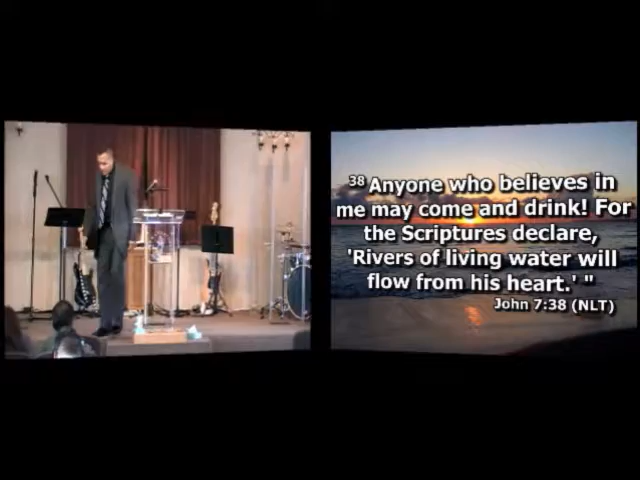 38 Anyone who believes in
me may come and drink! For
the Scriptures declare,
'Rivers of living water will
flow from his heart.' "
John 7:38 (NLT)